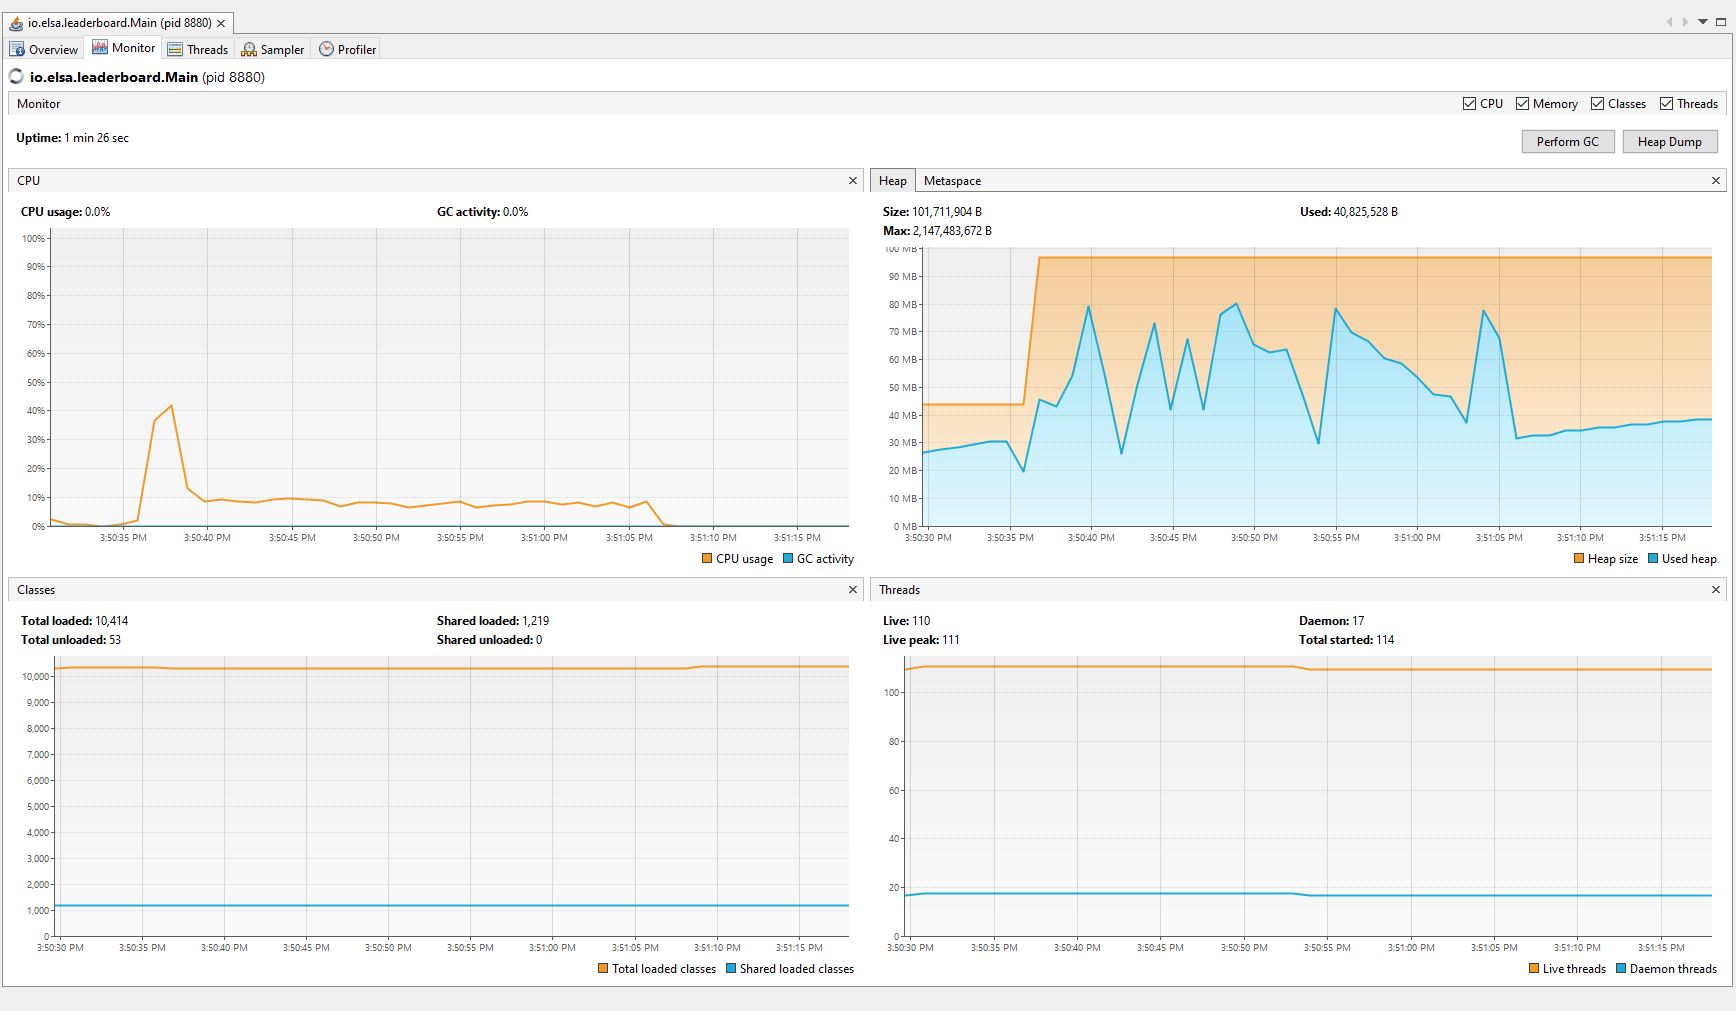 io.elsa.leaderboard.Main (pid 8880)
Overview Monitor Threads Sampler Profiler
io.elsa.leaderboard.Main (pid 8880)
Monitor CPU Memory Classes Threads
Uptime: 1 min 26 sec
Perform GC Heap Dump
CPU
CPU usage: 0.0% GC activity: 0.0%
100%
90%
80%
70%
60%
50%
40%
30%
20%
10%
0%
3:50:35 PM 3:50:40 PM 3:50:45 PM 3:50:50 PM 3:50:55 PM 3:51:00 PM 3:51:05 PM 3:51:10 PM 3:51:15 PM
CPU usage GC activity
Heap Metaspace
Size: 101,711,904 B Used: 40,825,528 B
Max: 2,147,483,672 B
100 MB
90 MB
80 MB
70 MB
60 MB
50 MB
40 MB
30 MB
20 MB
10 MB
0 MB
3:50:30 PM 3:50:35 PM 3:50:40 PM 3:50:45 PM 3:50:50 PM 3:50:55 PM 3:51:00 PM 3:51:05 PM 3:51:10 PM 3:51:15 PM
Heap size Used heap
Classes
Total loaded: 10,414 Shared loaded: 1,219
Total unloaded: 53 Shared unloaded: 0
10,000
9,000
8,000
7,000
6,000
5,000
4,000
3,000
2,000
1,000
0
3:50:30 PM 3:50:35 PM 3:50:40 PM 3:50:45 PM 3:50:50 PM 3:50:55 PM 3:51:00 PM 3:51:05 PM 3:51:10 PM 3:51:15 PM
Total loaded classes Shared loaded classes
Threads
Live: 110 Daemon: 17
Live peak: 111 Total started: 114
100
80
60
40
20
0
3:50:30 PM 3:50:35 PM 3:50:40 PM 3:50:45 PM 3:50:50 PM 3:50:55 PM 3:51:00 PM 3:51:05 PM 3:51:10 PM 3:51:15 PM
Live threads Daemon threads